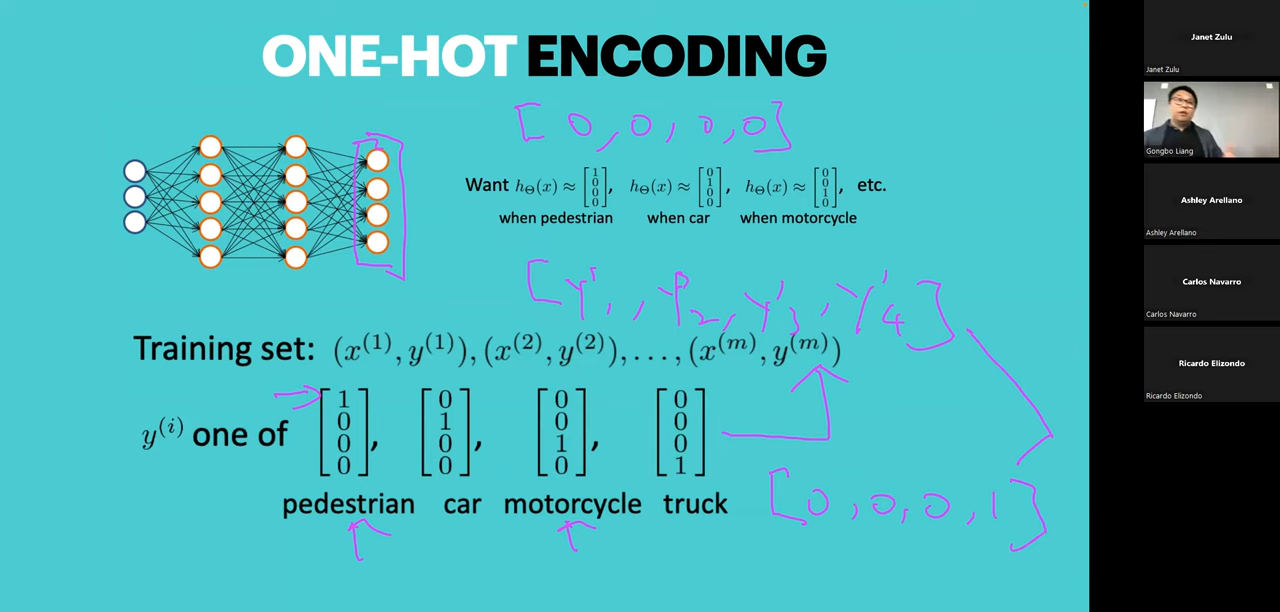 ONE-HOT ENCODING
[0, 0, 0, 0]
Want hΘ(x) ≈ [1 0 0 0], hΘ(x) ≈ [0 1 0 0], hΘ(x) ≈ [0 0 1 0], etc.
when pedestrian when car when motorcycle
Training set: (x^(1), y^(1)), (x^(2), y^(2)), ..., (x^(m), y^(m))
y^(i) one of [1 0 0 0], [0 1 0 0], [0 0 1 0], [0 0 0 1]
pedestrian car motorcycle truck
[0, 0, 0, 1]
Janet Zulu
Janet Zulu
Gongbo Liang
Ashley Arellano
Ashley Arellano
Carlos Navarro
Carlos Navarro
Ricardo Elizondo
Ricardo Elizondo